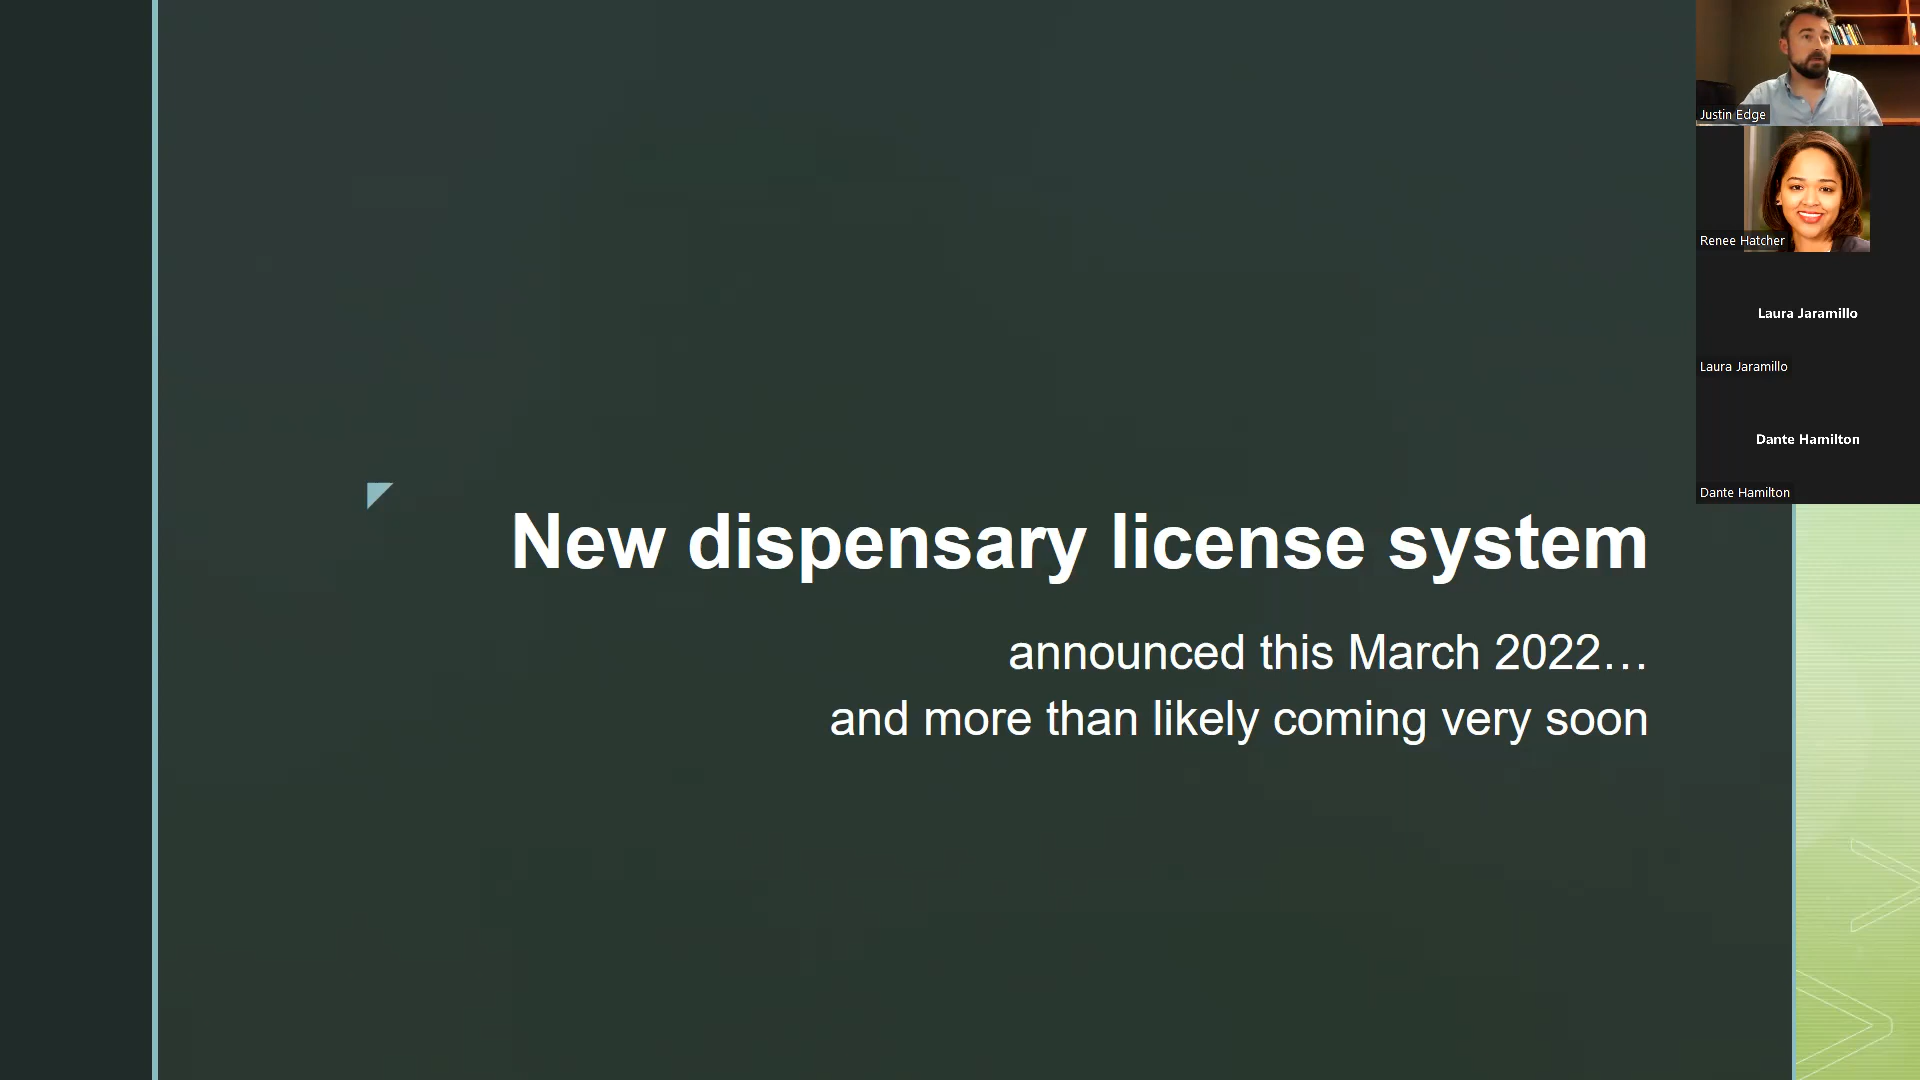 New dispensary license system
announced this March 2022…
and more than likely coming very soon
Justin Edge
Renee Hatcher
Laura Jaramillo
Laura Jaramillo
Dante Hamilton
Dante Hamilton